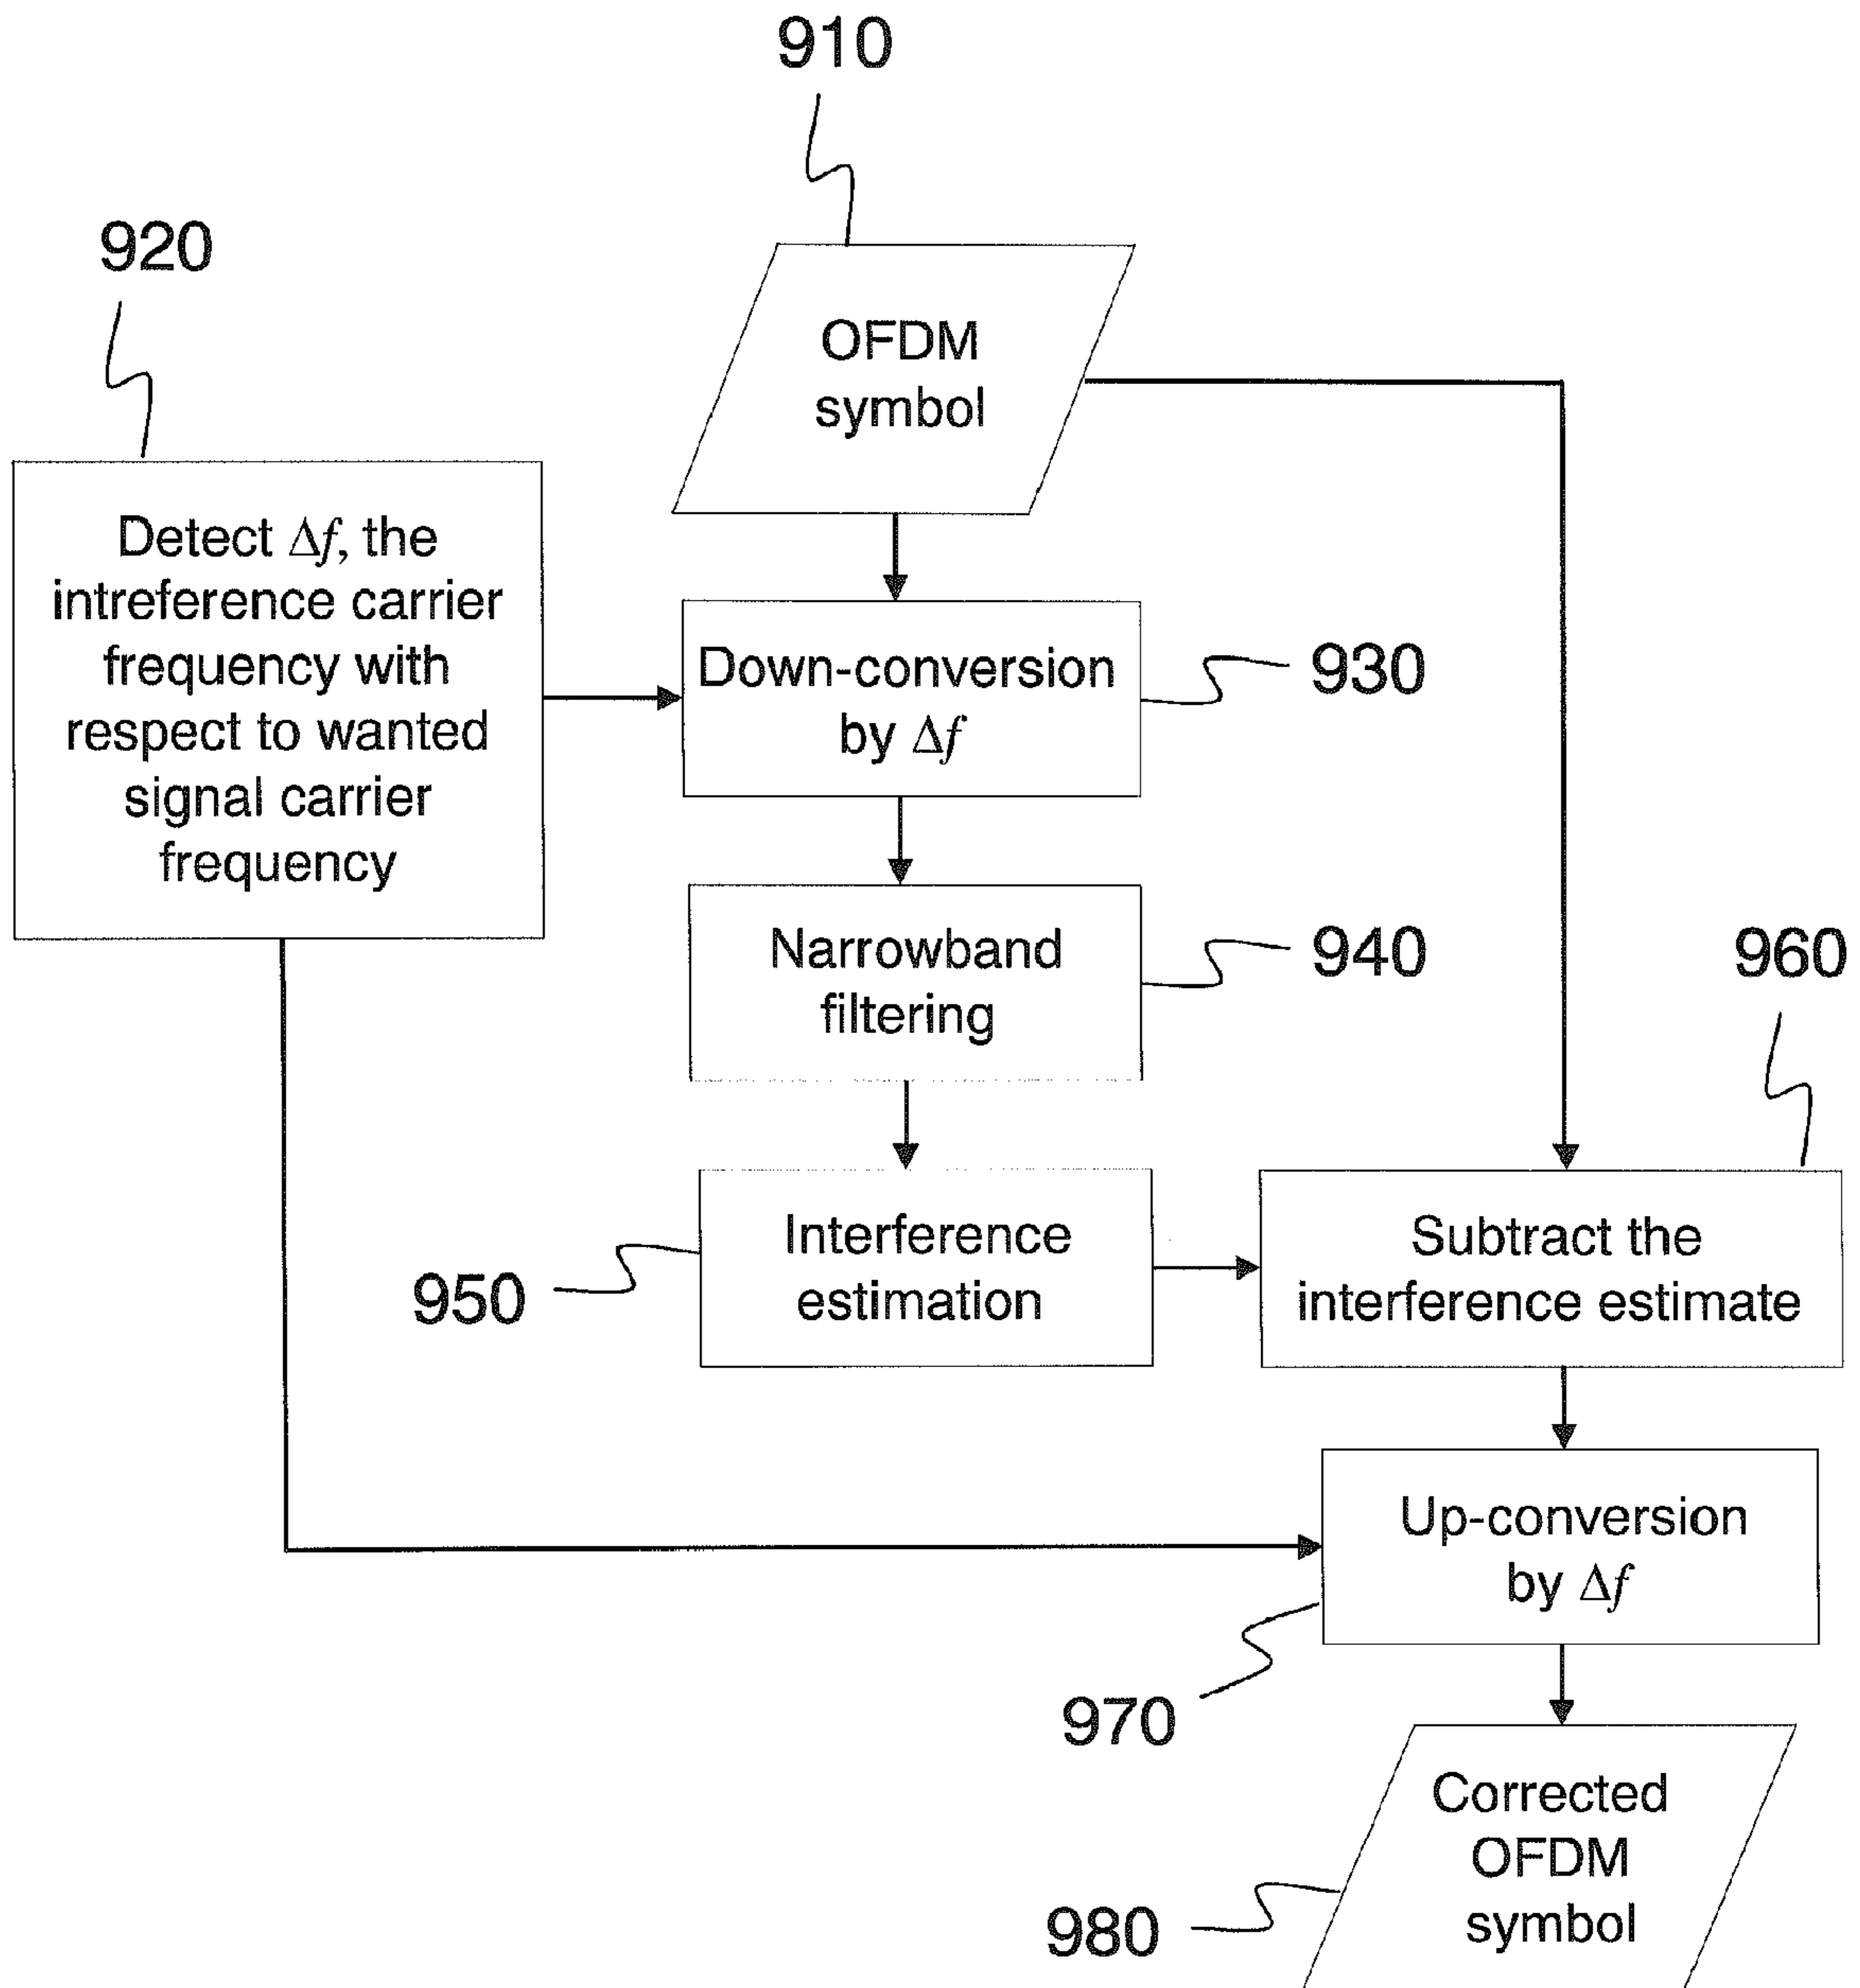 910
920
OFDM
symbol
Detect Δf, the
intreference carrier
frequency with
respect to wanted
signal carrier
frequency
Down-conversion
by Δf
930
Narrowband
filtering
940
960
Interference
estimation
950
Subtract the
interference estimate
Up-conversion
by Δf
970
Corrected
OFDM
symbol
980